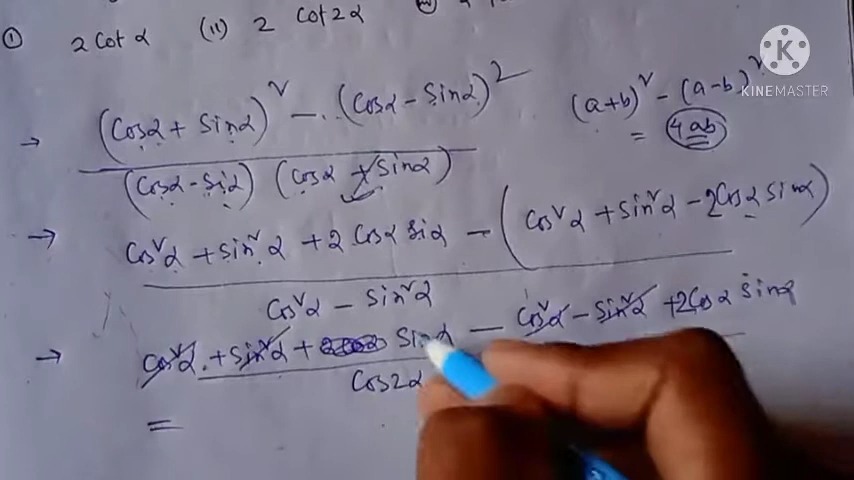 ① 2 Cot α (ii) 2 Cot 2α
KINEMASTER
(a+b)² - (a-b)²
= 4ab
→ (Cosα + Sinα)² - (Cosα - Sinα)²
(Cosα - Siα) (Cosα + Sinα)
→ Cos²α + Sin²α + 2 Cosα Siα - (Cos²α + Sin²α - 2Cosα Sinα)
Cos²α - Sin²α
→ Cos²α + Sin²α + Sinα - Cos²α - Sin²α + 2Cosα Sinα
Cos2α
=